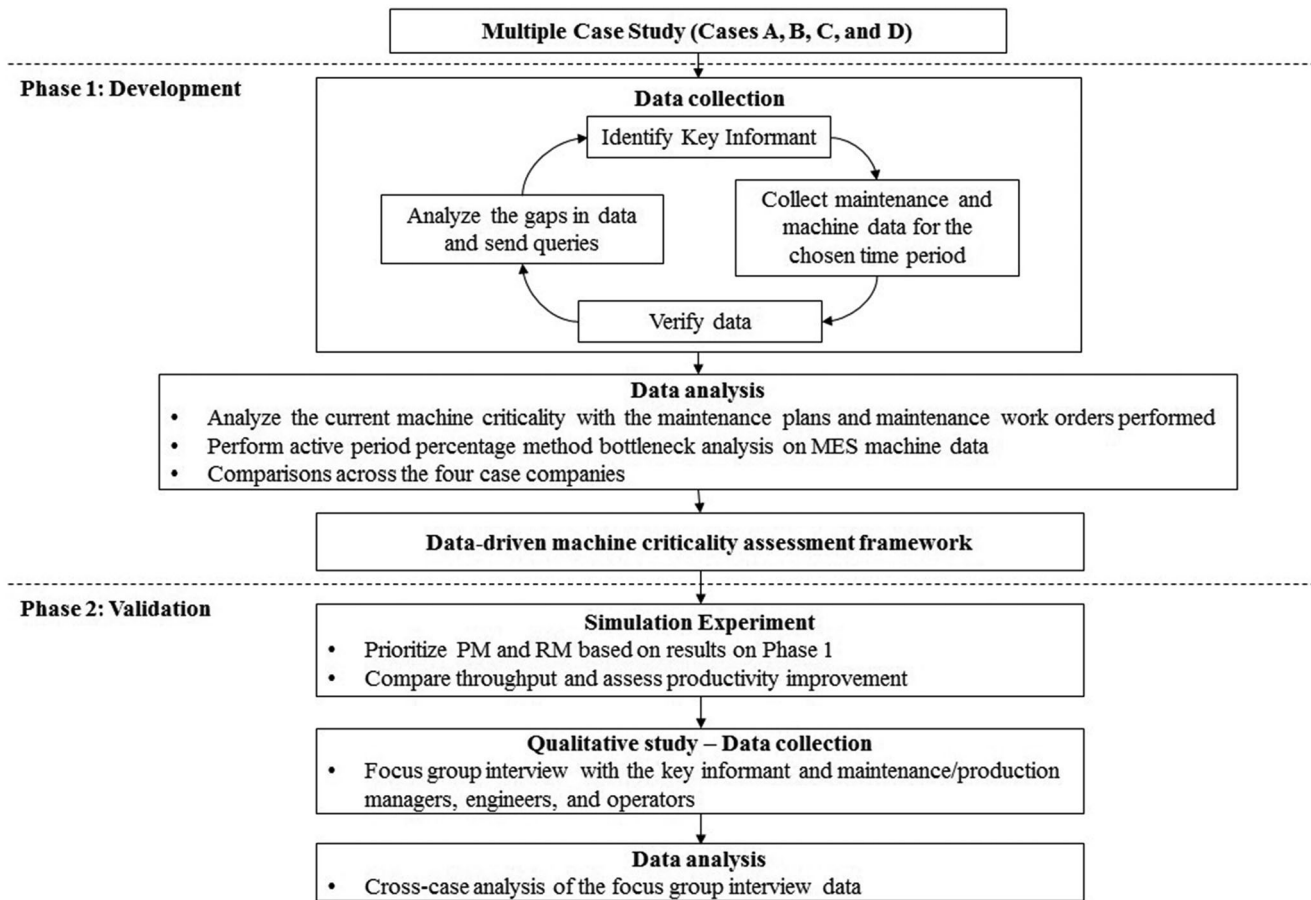 Multiple Case Study (Cases A, B, C, and D)
Phase 1: Development
Data collection
Identify Key Informant
Collect maintenance and
machine data for the
chosen time period
Verify data
Analyze the gaps in data
and send queries
Data analysis
• Analyze the current machine criticality with the maintenance plans and maintenance work orders performed
• Perform active period percentage method bottleneck analysis on MES machine data
• Comparisons across the four case companies
Data-driven machine criticality assessment framework
Phase 2: Validation
Simulation Experiment
• Prioritize PM and RM based on results on Phase 1
• Compare throughput and assess productivity improvement
Qualitative study – Data collection
• Focus group interview with the key informant and maintenance/production
managers, engineers, and operators
Data analysis
• Cross-case analysis of the focus group interview data